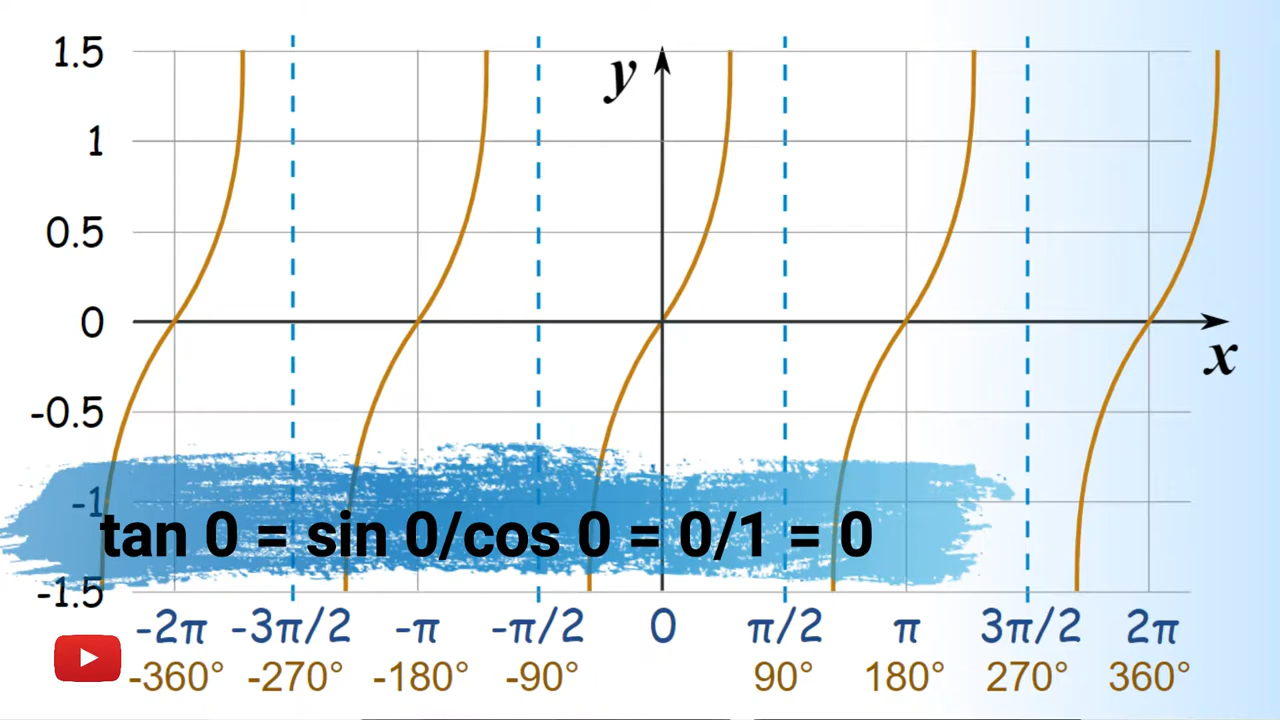 1.5
y
1
0.5
0
x
-0.5
-1
tan 0 = sin 0/cos 0 = 0/1 = 0
-1.5
-2π -3π/2 -π -π/2 0 π/2 π 3π/2 2π
-360° -270° -180° -90° 90° 180° 270° 360°